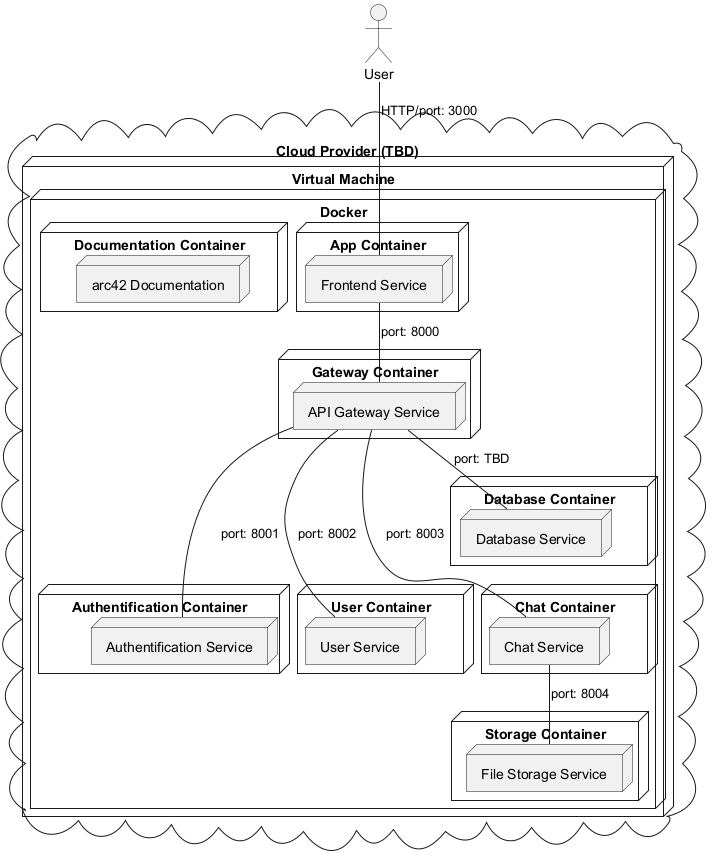 User
HTTP/port: 3000
Cloud Provider (TBD)
Virtual Machine
Docker
Documentation Container
App Container
arc42 Documentation
Frontend Service
port: 8000
Gateway Container
API Gateway Service
port: TBD
Database Container
Database Service
port: 8001
port: 8002
port: 8003
Authentification Container
User Container
Chat Container
Authentification Service
User Service
Chat Service
port: 8004
Storage Container
File Storage Service